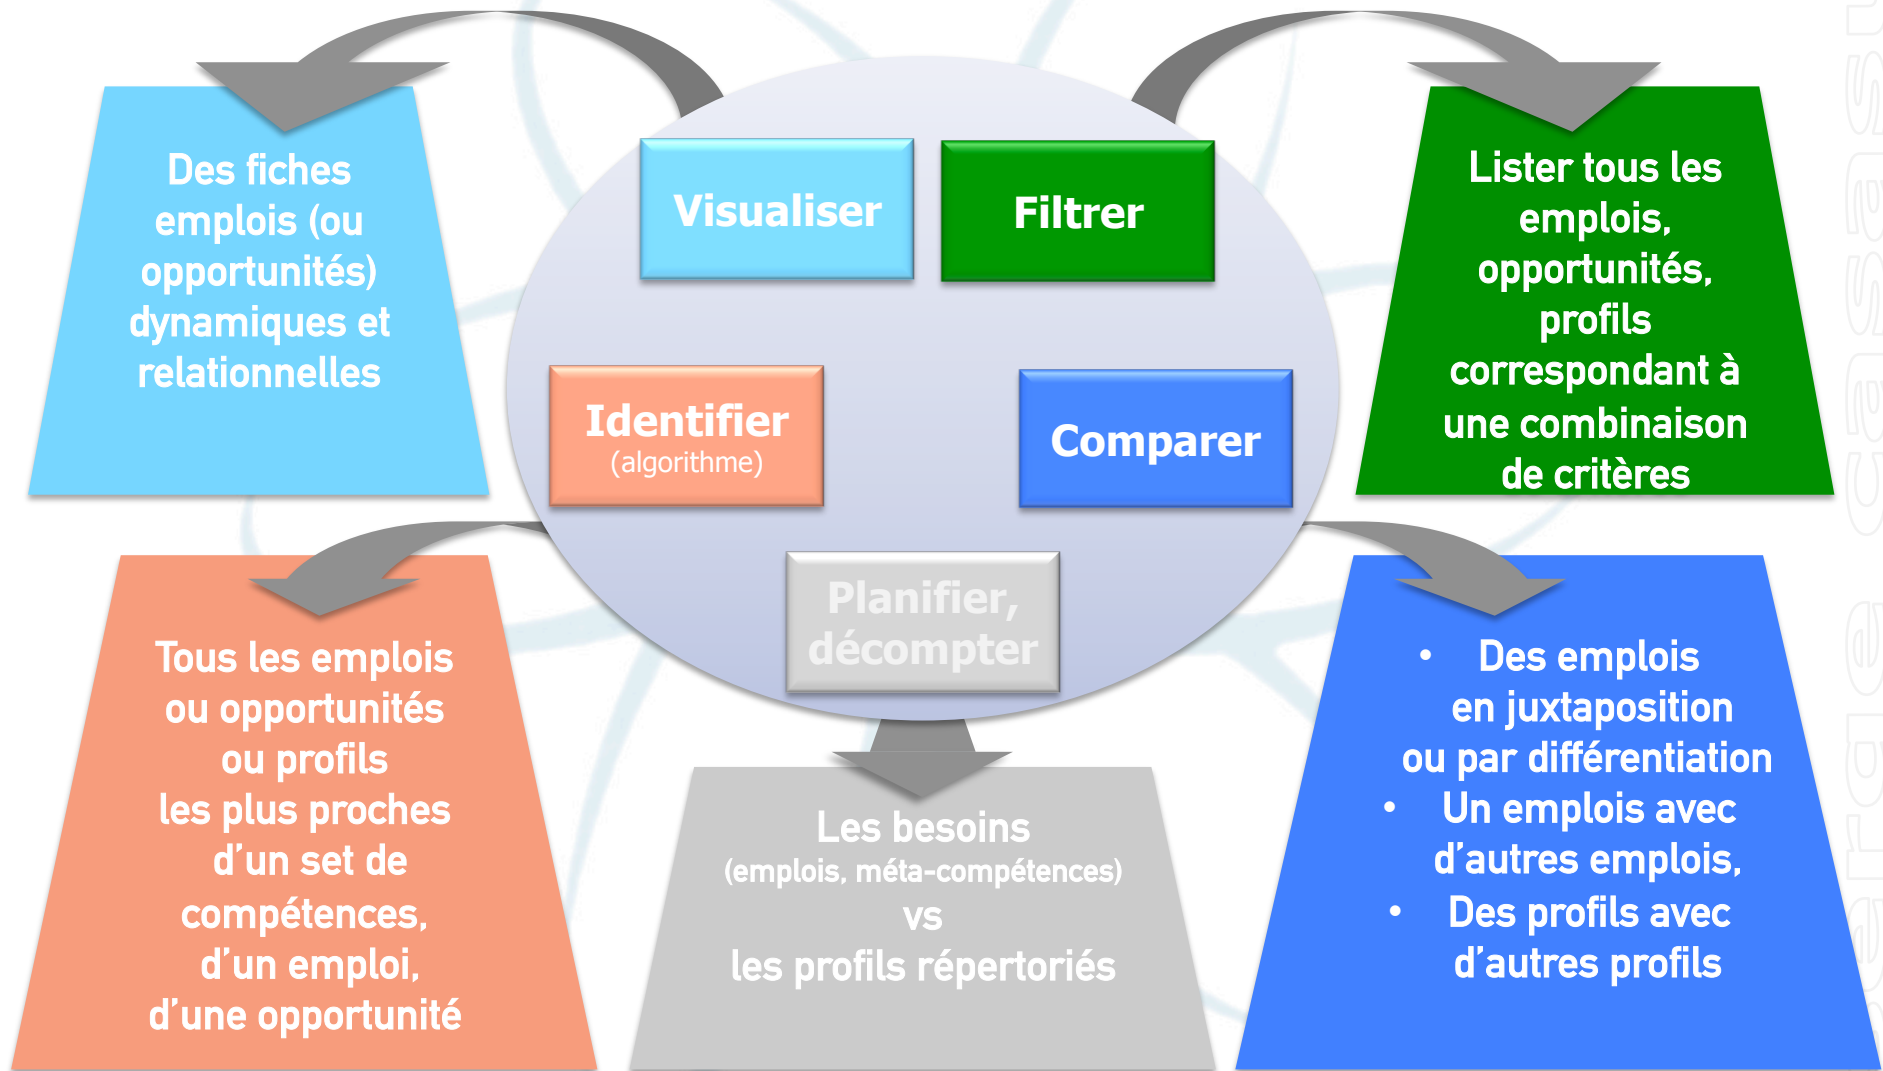 Des fiches
emplois (ou
opportunités)
dynamiques et
relationnelles
Visualiser
Filtrer
Lister tous les
emplois,
opportunités,
profils
correspondant à
une combinaison
de critères
Identifier
(algorithme)
Comparer
Planifier,
décompter
Tous les emplois
ou opportunités
ou profils
les plus proches
d'un set de
compétences,
d'un emploi,
d'une opportunité
Les besoins
(emplois, méta-compétences)
vs
les profils répertoriés
• Des emplois
en juxtaposition
ou par différentiation
• Un emplois avec
d'autres emplois,
• Des profils avec
d'autres profils